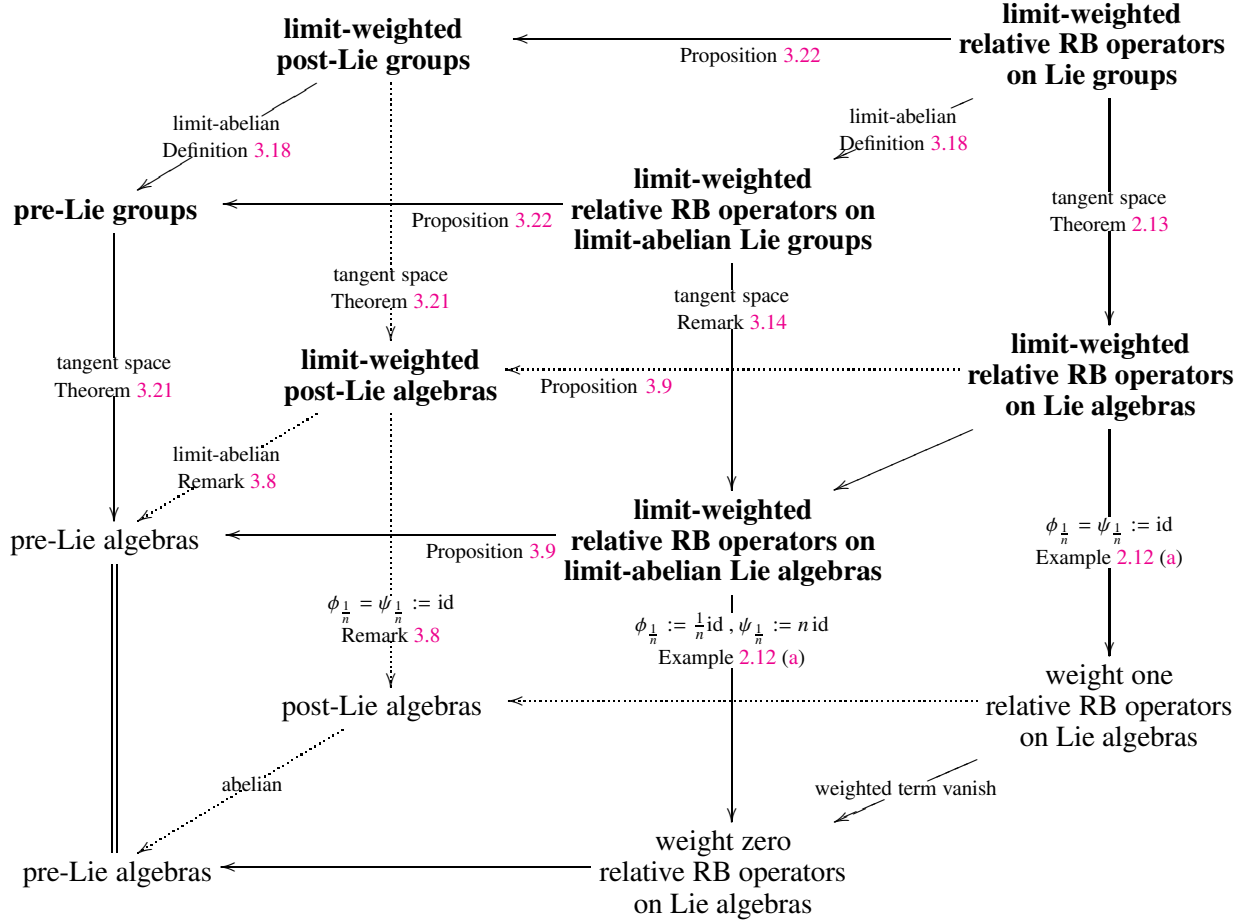 limit-weighted
post-Lie groups
limit-weighted
relative RB operators
on Lie groups
Proposition 3.22
limit-abelian
Definition 3.18
limit-abelian
Definition 3.18
pre-Lie groups
limit-weighted
relative RB operators on
limit-abelian Lie groups
Proposition 3.22
tangent space
Theorem 2.13
tangent space
Theorem 3.21
tangent space
Remark 3.14
tangent space
Theorem 3.21
limit-weighted
post-Lie algebras
Proposition 3.9
limit-weighted
relative RB operators
on Lie algebras
limit-abelian
Remark 3.8
pre-Lie algebras
Proposition 3.9
limit-weighted
relative RB operators on
limit-abelian Lie algebras
ϕ_{1/n} = ψ_{1/n} := id
Example 2.12 (a)
ϕ_{1/n} = ψ_{1/n} := id
Remark 3.8
ϕ_{1/n} := 1/n id , ψ_{1/n} := n id
Example 2.12 (a)
post-Lie algebras
weight one
relative RB operators
on Lie algebras
abelian
weighted term vanish
pre-Lie algebras
weight zero
relative RB operators
on Lie algebras